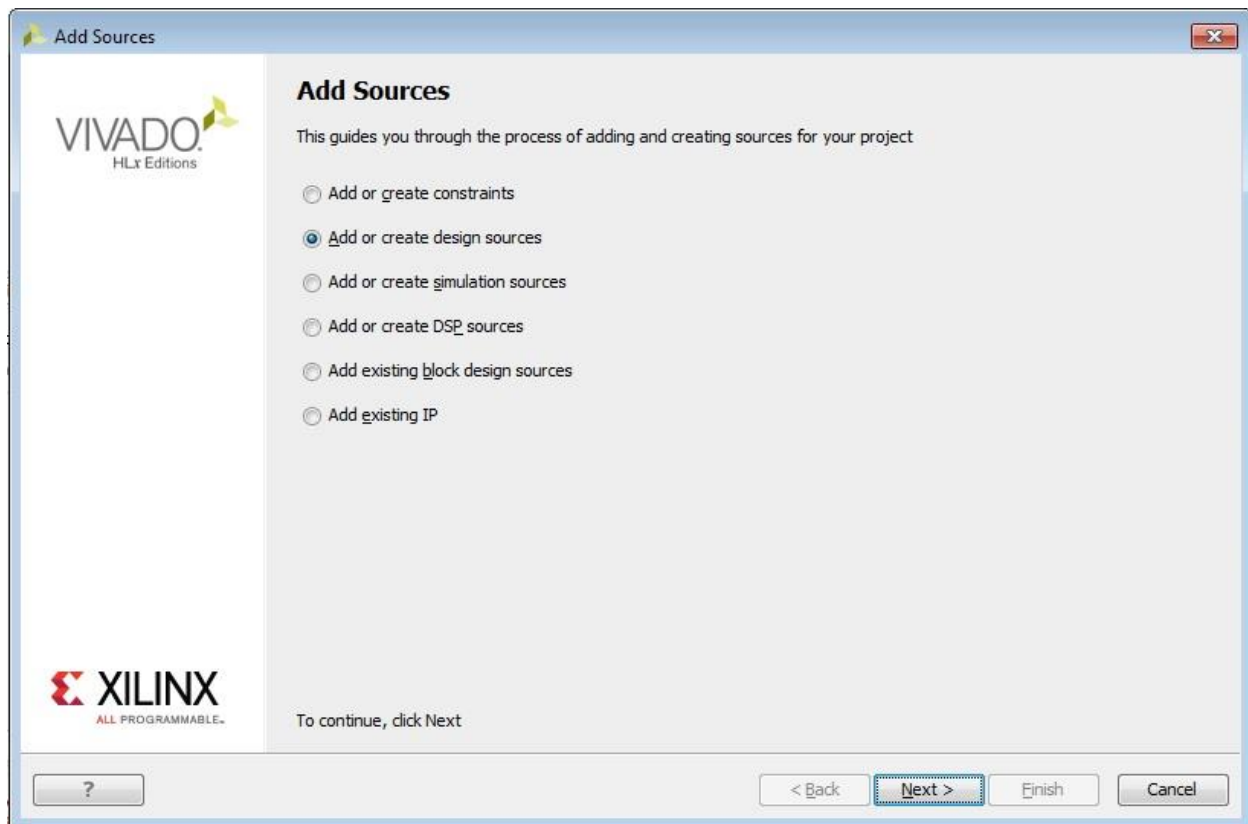 Add Sources
VIVADO.
HLx Editions
Add Sources
This guides you through the process of adding and creating sources for your project
Add or create constraints
Add or create design sources
Add or create simulation sources
Add or create DSP sources
Add existing block design sources
Add existing IP
XILINX
ALL PROGRAMMABLE™
To continue, click Next
?
< Back
Next >
Finish
Cancel